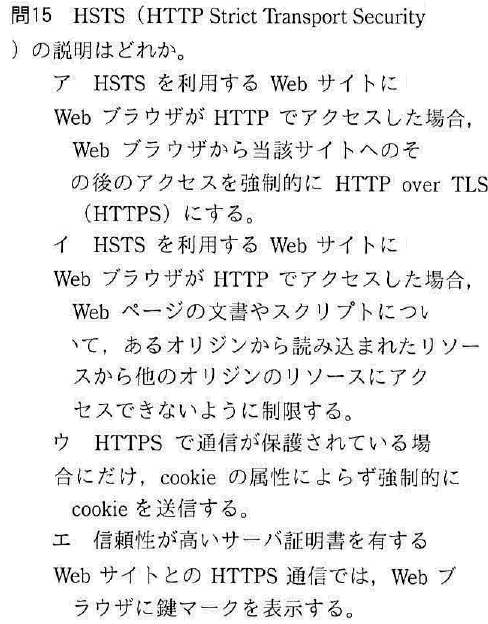 問15 HSTS（HTTP Strict Transport Security
）の説明はどれか。
ア HSTS を利用する Web サイトに
Web ブラウザが HTTP でアクセスした場合，
Web ブラウザから当該サイトへのそ
の後のアクセスを強制的に HTTP over TLS
（HTTPS）にする。
イ HSTS を利用する Web サイトに
Web ブラウザが HTTP でアクセスした場合，
Web ページの文書やスクリプトについ
いて，あるオリジンから読み込まれたリソー
スから他のオリジンのリソースにアク
セスできないように制限する。
ウ HTTPS で通信が保護されている場
合にだけ，cookie の属性によらず強制的に
cookie を送信する。
エ 信頼性が高いサーバ証明書を有する
Web サイトとの HTTPS 通信では，Web ブ
ラウザに鍵マークを表示する。